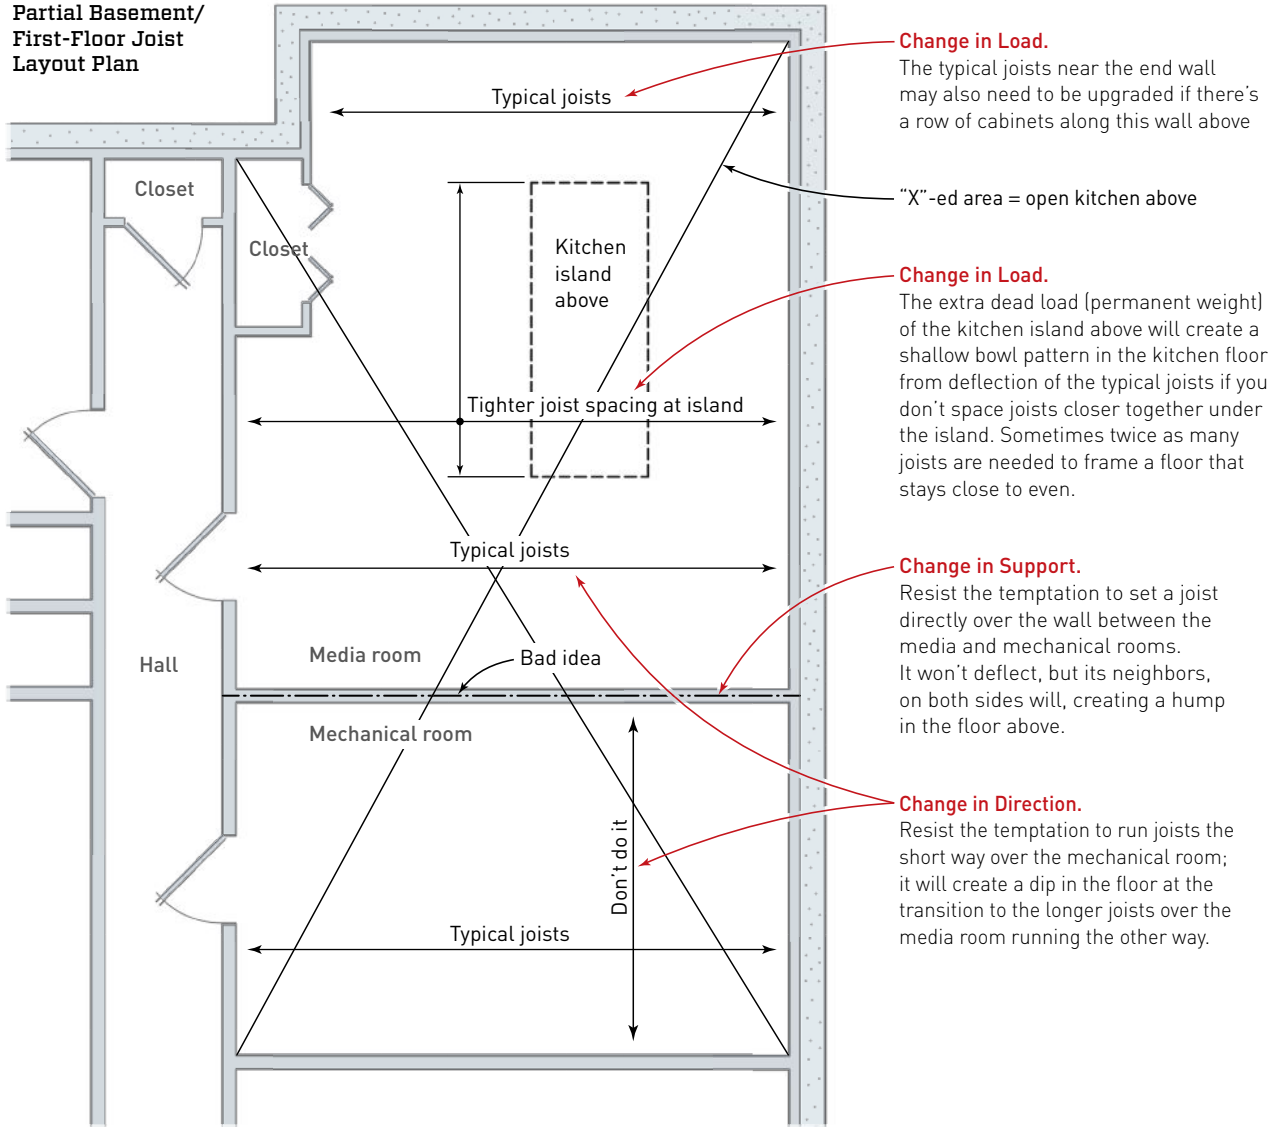 Partial Basement/
First-Floor Joist
Layout Plan
Typical joists
Closet
Closet
Kitchen
island
above
Tighter joist spacing at island
Typical joists
Media room
Bad idea
Hall
Mechanical room
Don't do it
Typical joists
Change in Load.
The typical joists near the end wall
may also need to be upgraded if there's
a row of cabinets along this wall above
“X”-ed area = open kitchen above
Change in Load.
The extra dead load (permanent weight)
of the kitchen island above will create a
shallow bowl pattern in the kitchen floor
from deflection of the typical joists if you
don't space joists closer together under
the island. Sometimes twice as many
joists are needed to frame a floor that
stays close to even.
Change in Support.
Resist the temptation to set a joist
directly over the wall between the
media and mechanical rooms.
It won't deflect, but its neighbors,
on both sides will, creating a hump
in the floor above.
Change in Direction.
Resist the temptation to run joists the
short way over the mechanical room;
it will create a dip in the floor at the
transition to the longer joists over the
media room running the other way.